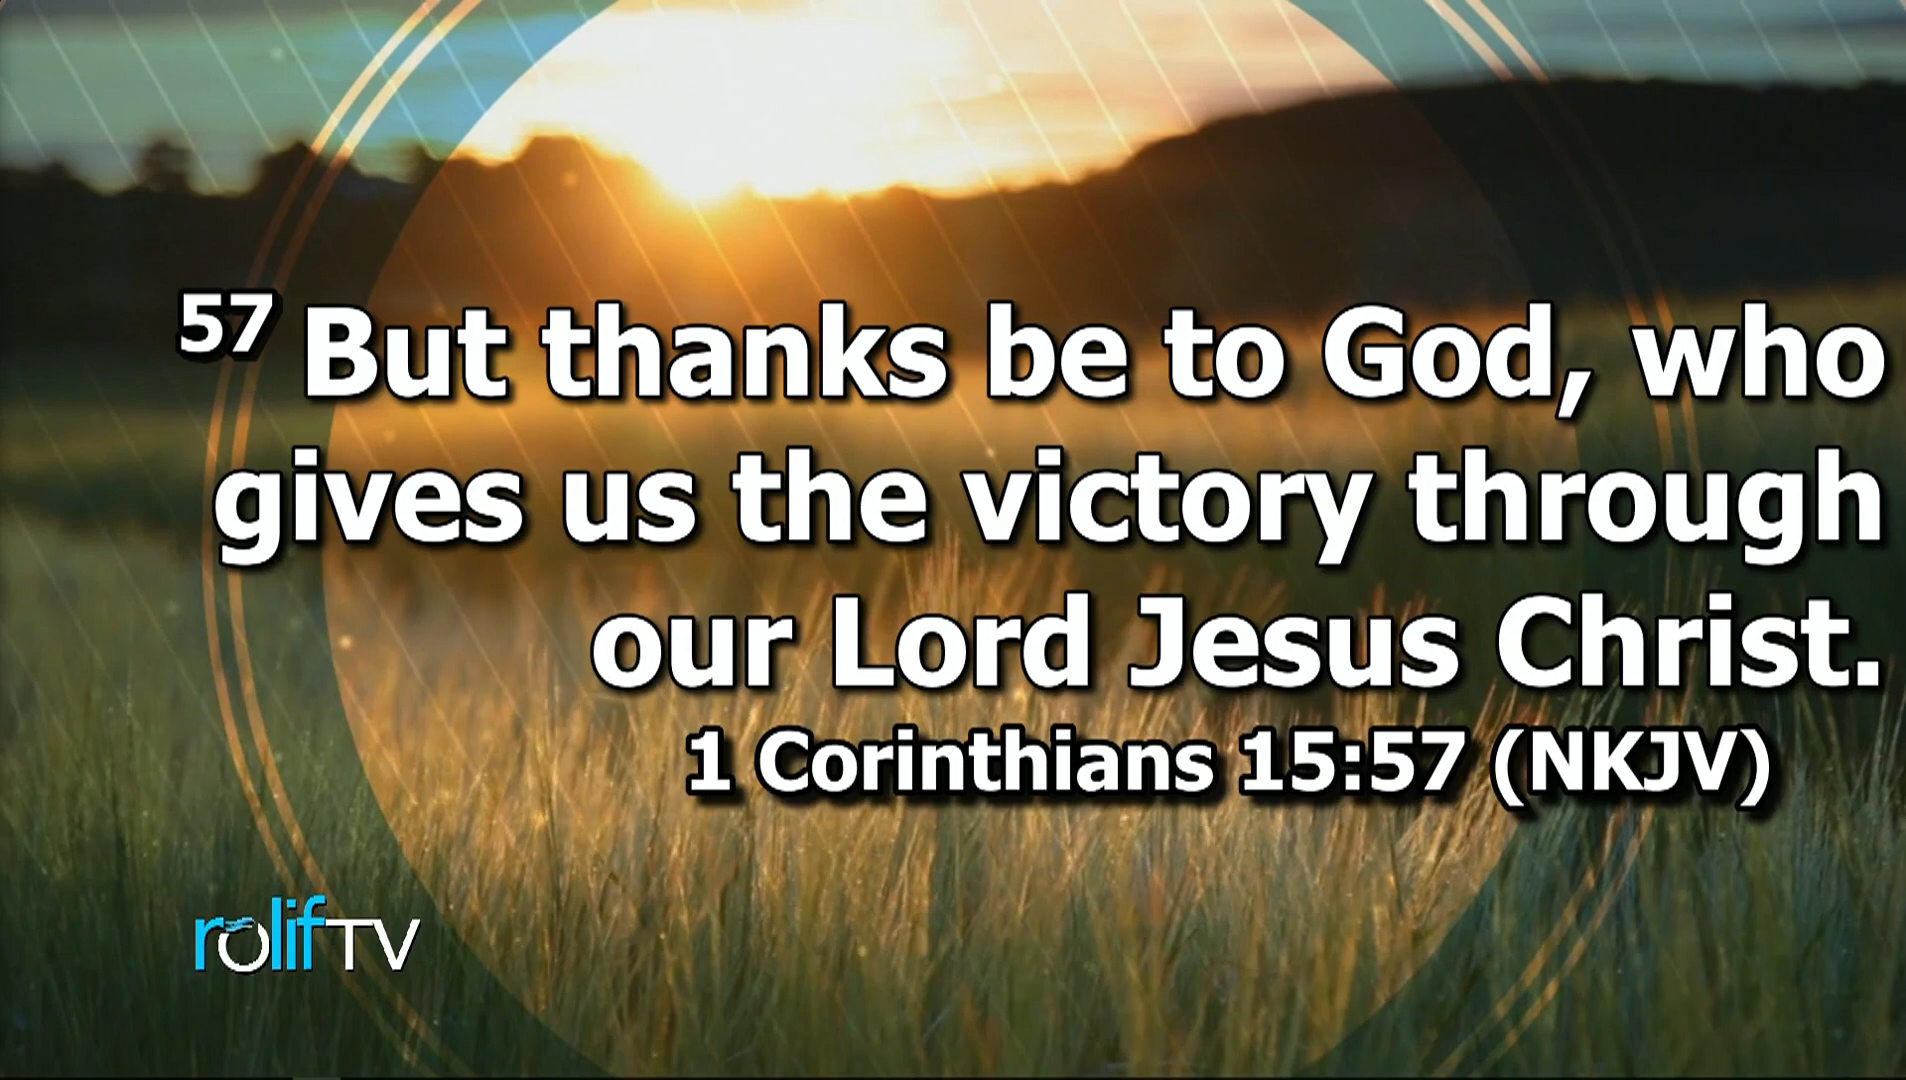 57 But thanks be to God, who
gives us the victory through
our Lord Jesus Christ.
1 Corinthians 15:57 (NKJV)
rolifTV